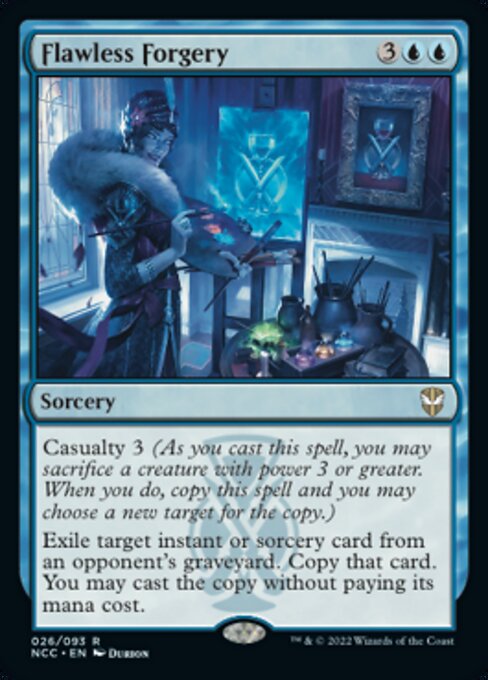 Flawless Forgery 3
Sorcery
Casualty 3 (As you cast this spell, you may
sacrifice a creature with power 3 or greater.
When you do, copy this spell and you may
choose a new target for the copy.)
Exile target instant or sorcery card from
an opponent's graveyard. Copy that card.
You may cast the copy without paying its
mana cost.
026/093 R
NCC • EN Durion
™ & © 2022 Wizards of the Coast